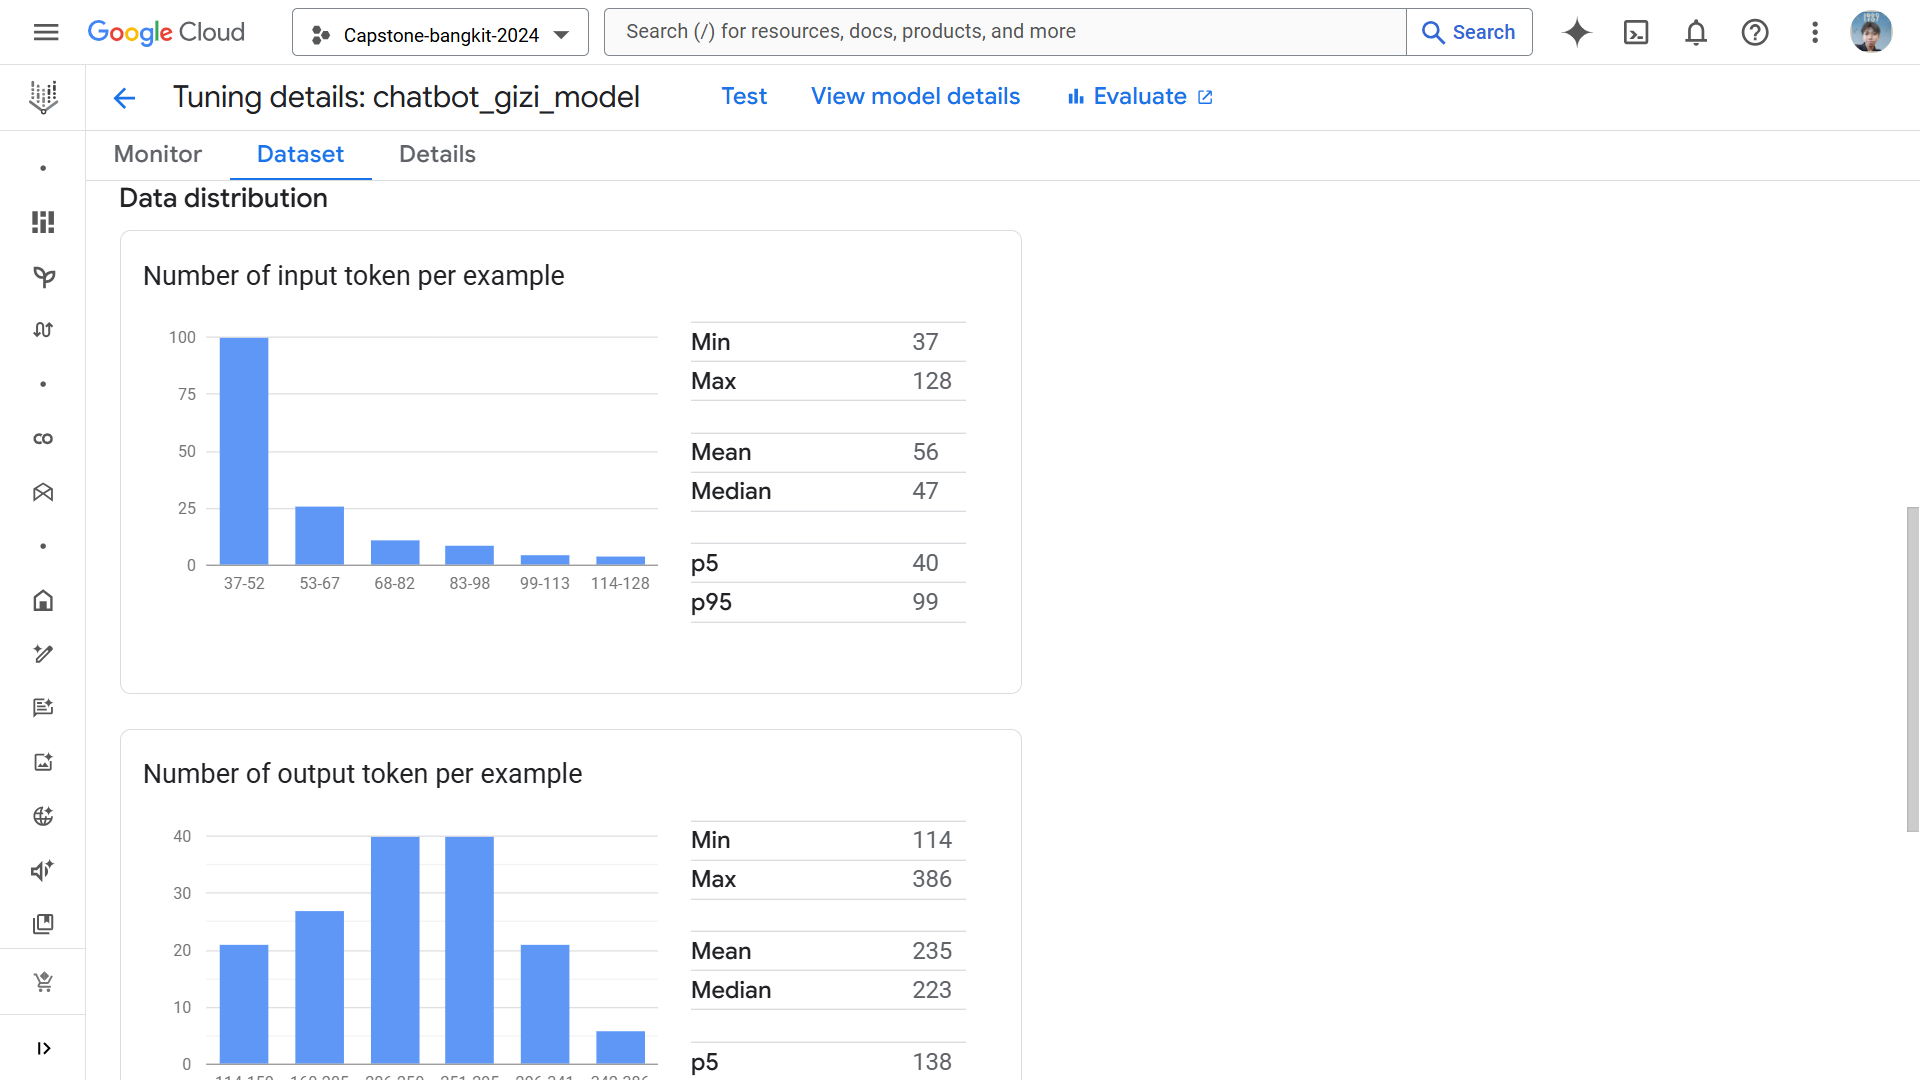 Google Cloud
Capstone-bangkit-2024
Search (/) for resources, docs, products, and more
Search
Tuning details: chatbot_gizi_model
Test
View model details
Evaluate
Monitor
Dataset
Details
Data distribution
Number of input token per example
100
75
50
25
0
37-52 53-67 68-82 83-98 99-113 114-128
Min 37
Max 128
Mean 56
Median 47
p5 40
p95 99
Number of output token per example
40
30
20
10
0
Min 114
Max 386
Mean 235
Median 223
p5 138